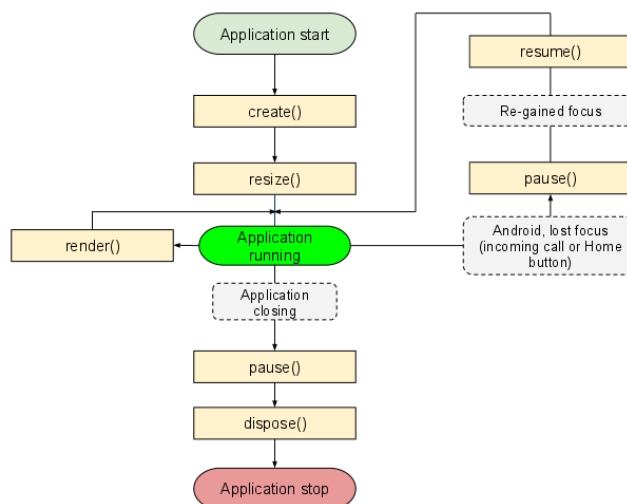 Application start
resume()
create()
Re-gained focus
resize()
pause()
render()
Application
running
Android, lost focus
(incoming call or Home
button)
Application
closing
pause()
dispose()
Application stop